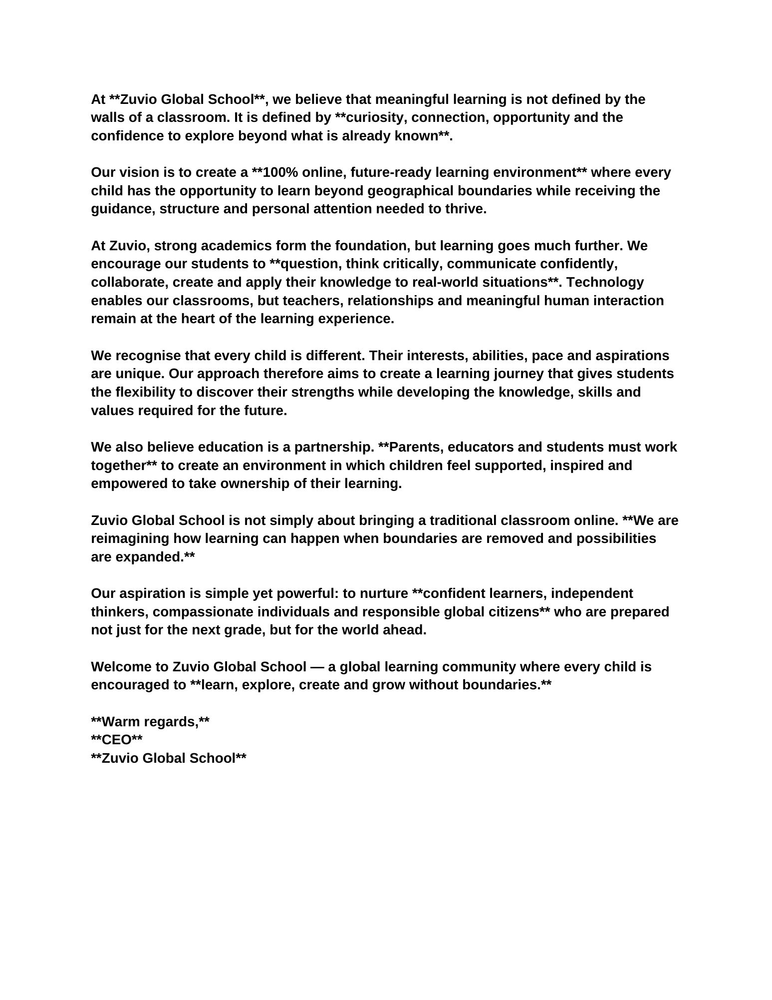 At **Zuvio Global School**, we believe that meaningful learning is not defined by the
walls of a classroom. It is defined by **curiosity, connection, opportunity and the
confidence to explore beyond what is already known**.
Our vision is to create a **100% online, future-ready learning environment** where every
child has the opportunity to learn beyond geographical boundaries while receiving the
guidance, structure and personal attention needed to thrive.
At Zuvio, strong academics form the foundation, but learning goes much further. We
encourage our students to **question, think critically, communicate confidently,
collaborate, create and apply their knowledge to real-world situations**. Technology
enables our classrooms, but teachers, relationships and meaningful human interaction
remain at the heart of the learning experience.
We recognise that every child is different. Their interests, abilities, pace and aspirations
are unique. Our approach therefore aims to create a learning journey that gives students
the flexibility to discover their strengths while developing the knowledge, skills and
values required for the future.
We also believe education is a partnership. **Parents, educators and students must work
together** to create an environment in which children feel supported, inspired and
empowered to take ownership of their learning.
Zuvio Global School is not simply about bringing a traditional classroom online. **We are
reimagining how learning can happen when boundaries are removed and possibilities
are expanded.**
Our aspiration is simple yet powerful: to nurture **confident learners, independent
thinkers, compassionate individuals and responsible global citizens** who are prepared
not just for the next grade, but for the world ahead.
Welcome to Zuvio Global School — a global learning community where every child is
encouraged to **learn, explore, create and grow without boundaries.**
**Warm regards,**
**CEO**
**Zuvio Global School**